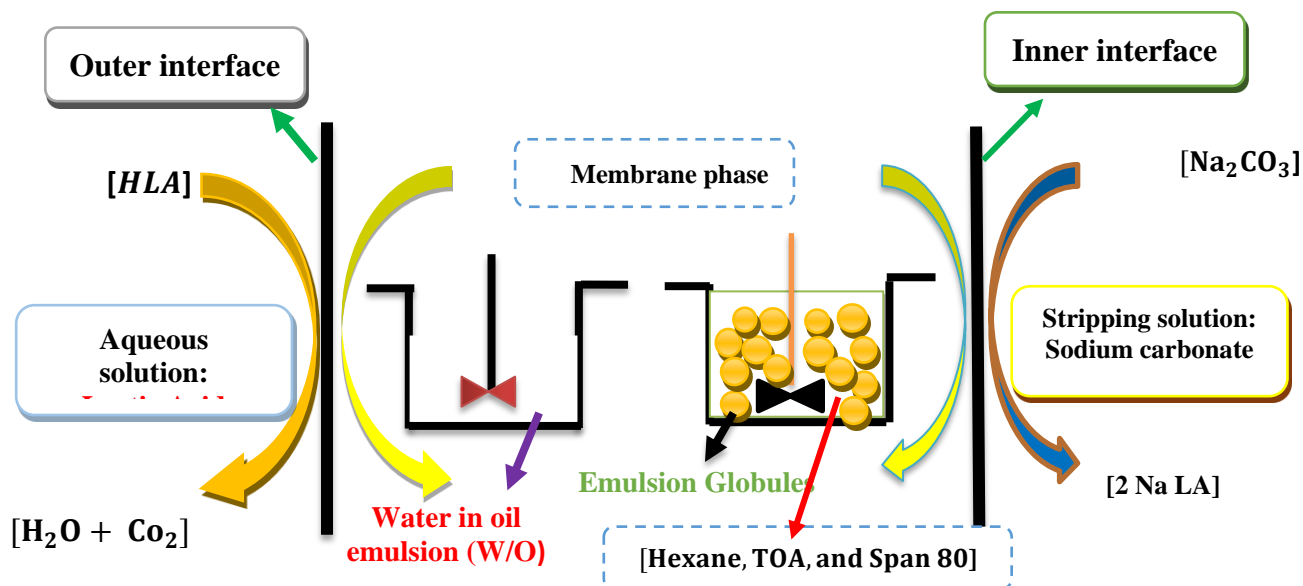 Outer interface
Inner interface
[HLA]
Membrane phase
[Na₂CO₃]
Aqueous
solution:
Stripping solution:
Sodium carbonate
Emulsion Globules
[2 Na LA]
Water in oil
emulsion (W/O)
[H₂O + Co₂]
[Hexane, TOA, and Span 80]